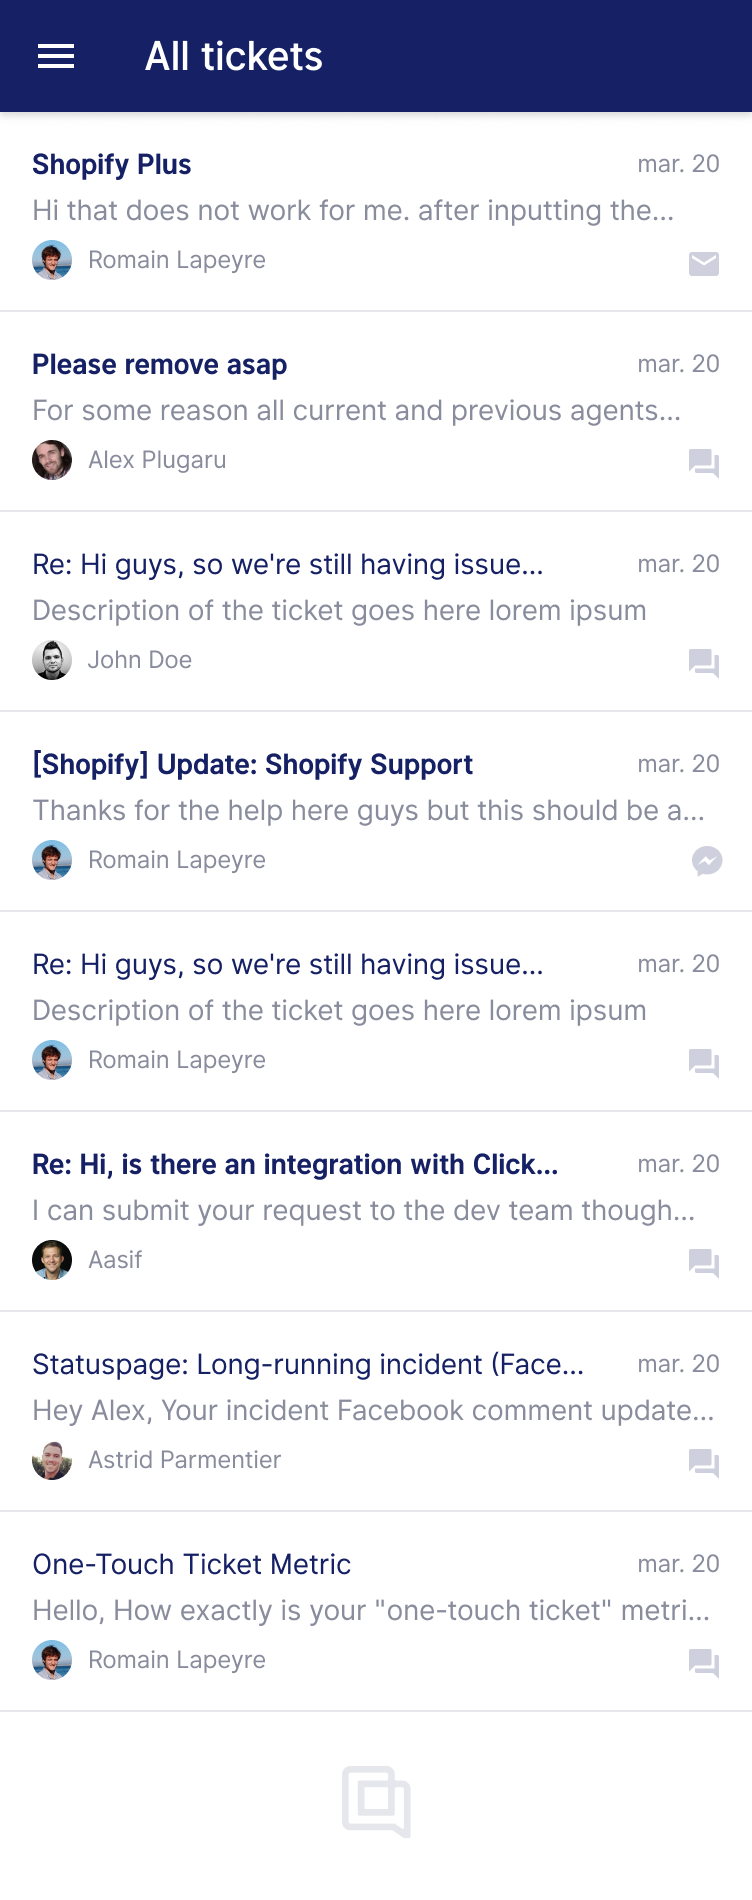 All tickets
Shopify Plus mar. 20
Hi that does not work for me. after inputting the...
Romain Lapeyre
Please remove asap mar. 20
For some reason all current and previous agents...
Alex Plugaru
Re: Hi guys, so we're still having issue... mar. 20
Description of the ticket goes here lorem ipsum
John Doe
[Shopify] Update: Shopify Support mar. 20
Thanks for the help here guys but this should be a...
Romain Lapeyre
Re: Hi guys, so we're still having issue... mar. 20
Description of the ticket goes here lorem ipsum
Romain Lapeyre
Re: Hi, is there an integration with Click... mar. 20
I can submit your request to the dev team though...
Aasif
Statuspage: Long-running incident (Face... mar. 20
Hey Alex, Your incident Facebook comment update...
Astrid Parmentier
One-Touch Ticket Metric mar. 20
Hello, How exactly is your "one-touch ticket" metri...
Romain Lapeyre